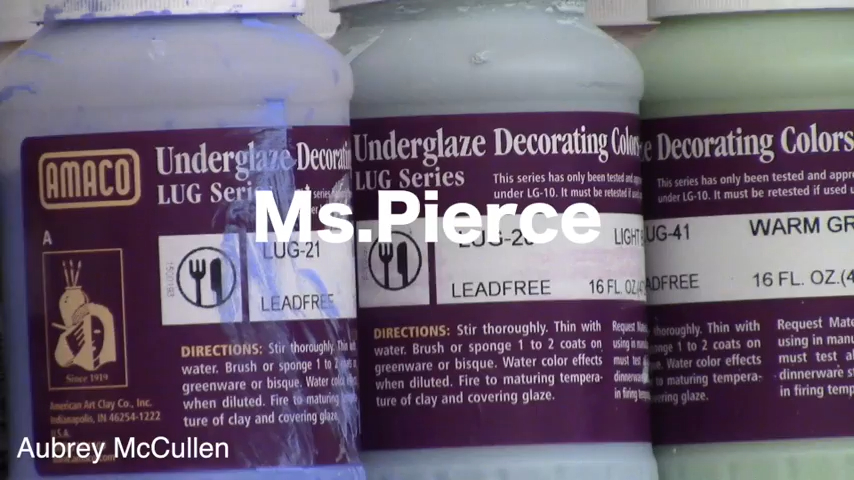 AMACO
Underglaze Decorating
LUG Series
A
LUG-21
LEADFREE
DIRECTIONS: Stir thoroughly. Thin
water. Brush or sponge 1 to 2
greenware or bisque. Water color
when diluted. Fire to maturing
ture of clay and covering glaze.
Since 1919
American Art Clay Co., Inc.
Indianapolis, IN 46254-1222
U.S.A.
Underglaze Decorating Colors
LUG Series
This series has only been tested and
under LG-10. It must be retested if used
LIGHT
LEADFREE
16 FL. OZ.
DIRECTIONS: Stir thoroughly. Thin with
water. Brush or sponge 1 to 2 coats on
greenware or bisque. Water color effects
when diluted. Fire to maturing tempera-
ture of clay and covering glaze.
Request
using in
must test
dinnerware
in firing
Decorating Colors
This series has only been tested and
under LG-10. It must be retested if used
UG-41
WARM GR
ADFREE
16 FL. OZ.(4
thoroughly. Thin with
nge 1 to 2 coats on
Water color effects
to maturing tempera-
ering glaze.
Request
using in
must test
dinnerware
in firing
Ms.Pierce
Aubrey McCullen